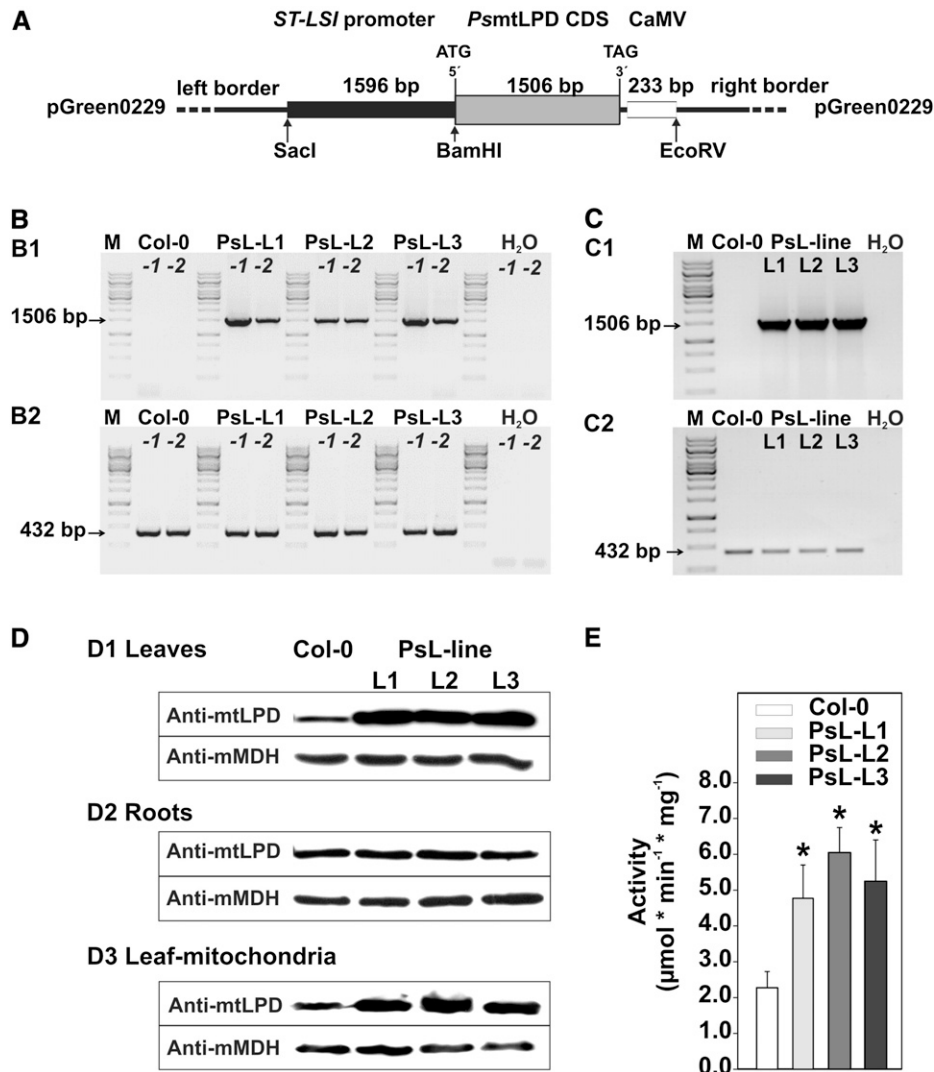 A
ST-LSI promoter PsmtLPD CDS CaMV
ATG TAG
5´ 3´
left border 1596 bp 1506 bp 233 bp right border
pGreen0229 pGreen0229
SacI BamHI EcoRV
B
B1 M Col-0 PsL-L1 PsL-L2 PsL-L3 H2O
-1 -2 -1 -2 -1 -2 -1 -2 -1 -2
1506 bp
B2 M Col-0 PsL-L1 PsL-L2 PsL-L3 H2O
-1 -2 -1 -2 -1 -2 -1 -2 -1 -2
432 bp
C
C1 M Col-0 PsL-line H2O
L1 L2 L3
1506 bp
C2 M Col-0 PsL-line H2O
L1 L2 L3
432 bp
D
D1 Leaves Col-0 PsL-line
L1 L2 L3
Anti-mtLPD
Anti-mMDH
D2 Roots
Anti-mtLPD
Anti-mMDH
D3 Leaf-mitochondria
Anti-mtLPD
Anti-mMDH
E
Col-0
PsL-L1
PsL-L2
PsL-L3
Activity
(µmol * min-1 * mg-1)
8.0
7.0
6.0
5.0
4.0
3.0
2.0
1.0
0.0
* * *